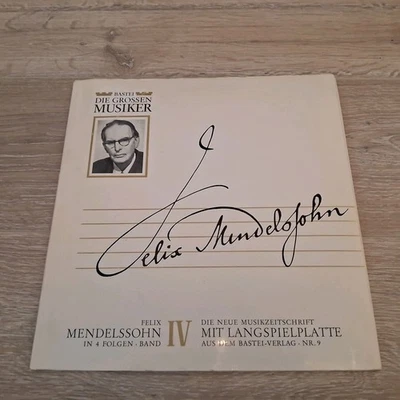 BASTEI
DIE GROSSEN
MUSIKER
Felix Mendelssohn
FELIX
MENDELSSOHN
IN 4 FOLGEN · BAND
IV
DIE NEUE MUSIKZEITSCHRIFT
MIT LANGSPIELPLATTE
AUS DEM BASTEI-VERLAG · NR. 9